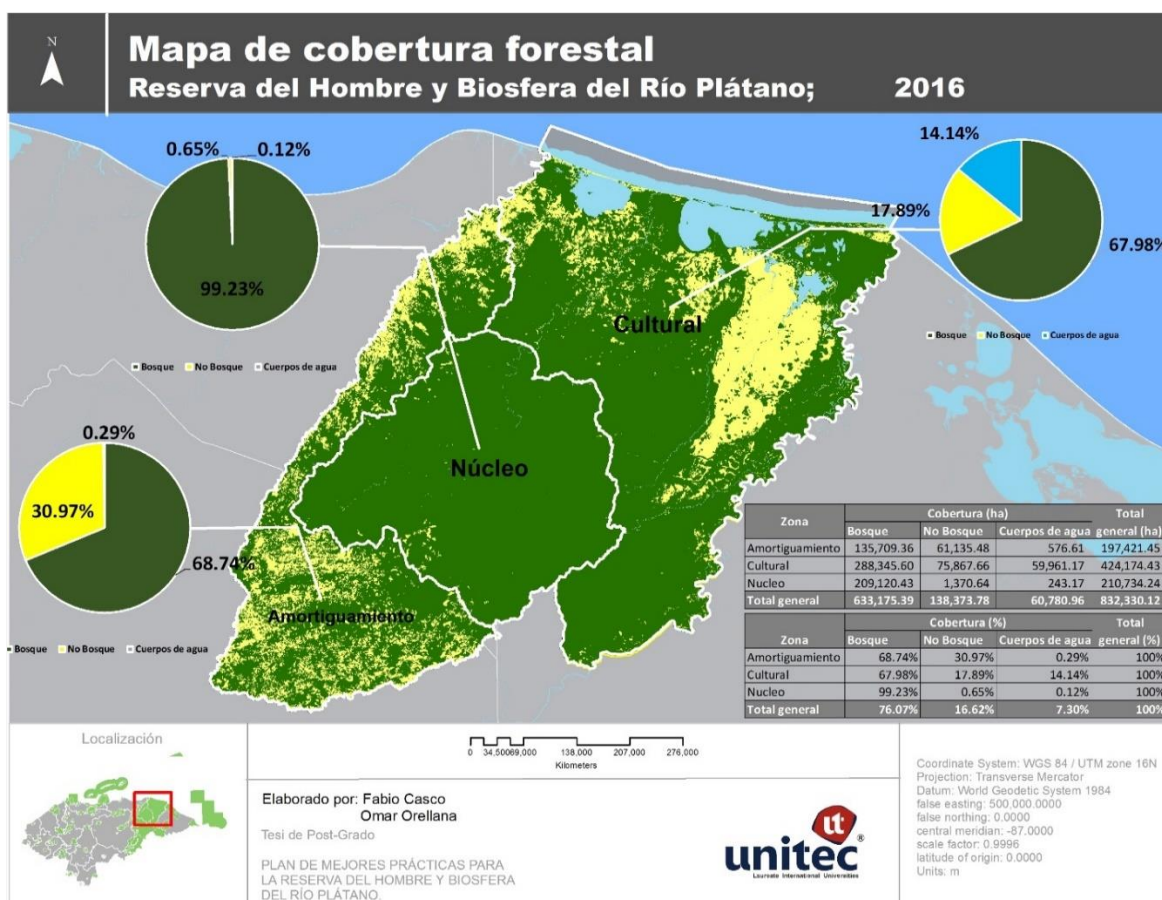 N
Mapa de cobertura forestal
Reserva del Hombre y Biosfera del Río Plátano; 2016
0.65% 0.12%
99.23%
Bosque No Bosque Cuerpos de agua
14.14%
17.89%
67.98%
Bosque No Bosque Cuerpos de agua
Cultural
Núcleo
Amortiguamiento
0.29%
30.97%
68.74%
Bosque No Bosque Cuerpos de agua
Zona Cobertura (ha) Total
Bosque No Bosque Cuerpos de agua general (ha)
Amortiguamiento 135,709.36 61,135.48 576.61 197,421.45
Cultural 288,345.60 75,867.66 59,961.17 424,174.43
Nucleo 209,120.43 1,370.64 243.17 210,734.24
Total general 633,175.39 138,373.78 60,780.96 832,330.12
Zona Cobertura (%) Total
Bosque No Bosque Cuerpos de agua general (%)
Amortiguamiento 68.74% 30.97% 0.29% 100%
Cultural 67.98% 17.89% 14.14% 100%
Nucleo 99.23% 0.65% 0.12% 100%
Total general 76.07% 16.62% 7.30% 100%
Localización
0 34,50069,000 138,000 207,000 276,000
Kilometers
Elaborado por: Fabio Casco
Omar Orellana
Tesi de Post-Grado
PLAN DE MEJORES PRÁCTICAS PARA
LA RESERVA DEL HOMBRE Y BIOSFERA
DEL RÍO PLÁTANO.
ut
unitec®
Laureate International Universities
Coordinate System: WGS 84 / UTM zone 16N
Projection: Transverse Mercator
Datum: World Geodetic System 1984
false easting: 500,000.0000
false northing: 0.0000
central meridian: -87.0000
scale factor: 0.9996
latitude of origin: 0.0000
Units: m